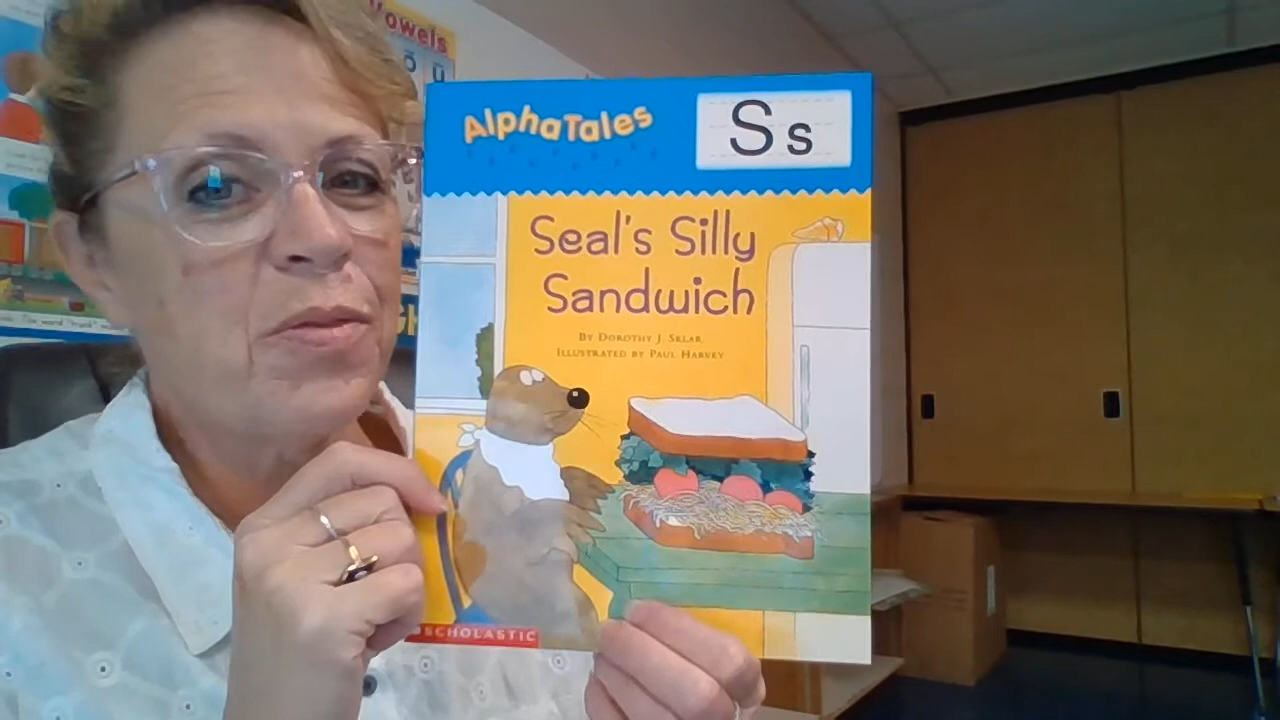 Vowels
AlphaTales
S s
Seal's Silly
Sandwich
BY DOROTHY J. SKLAR
ILLUSTRATED BY PAUL HARVEY
SCHOLASTIC